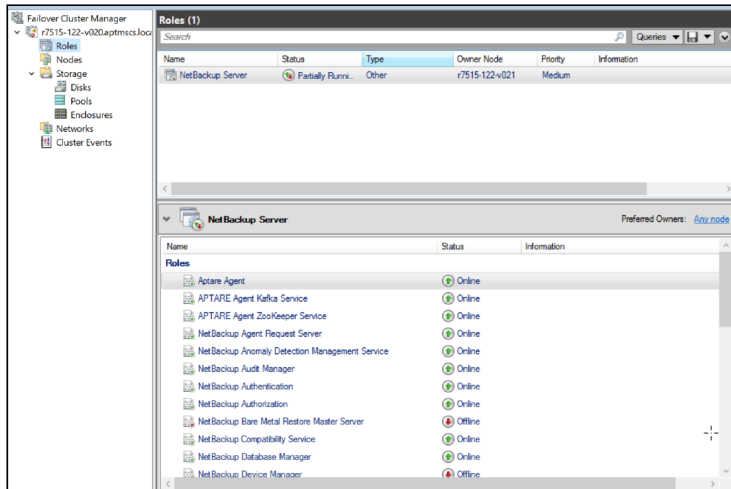 Failover Cluster Manager
r7515-122-v020.aptmscs.loca
Roles
Nodes
Storage
Disks
Pools
Enclosures
Networks
Cluster Events
Roles (1)
Search
Queries
Name Status Type Owner Node Priority Information
NetBackup Server Partially Runni... Other r7515-122-v021 Medium
NetBackup Server Preferred Owners: Any node
Name Status Information
Roles
Aptare Agent Online
APTARE Agent Kafka Service Online
APTARE Agent ZooKeeper Service Online
NetBackup Agent Request Server Online
NetBackup Anomaly Detection Management Service Online
NetBackup Audit Manager Online
NetBackup Authentication Online
NetBackup Authorization Online
NetBackup Bare Metal Restore Master Server Offline
NetBackup Compatibility Service Online
NetBackup Database Manager Online
NetBackup Device Manager Offline